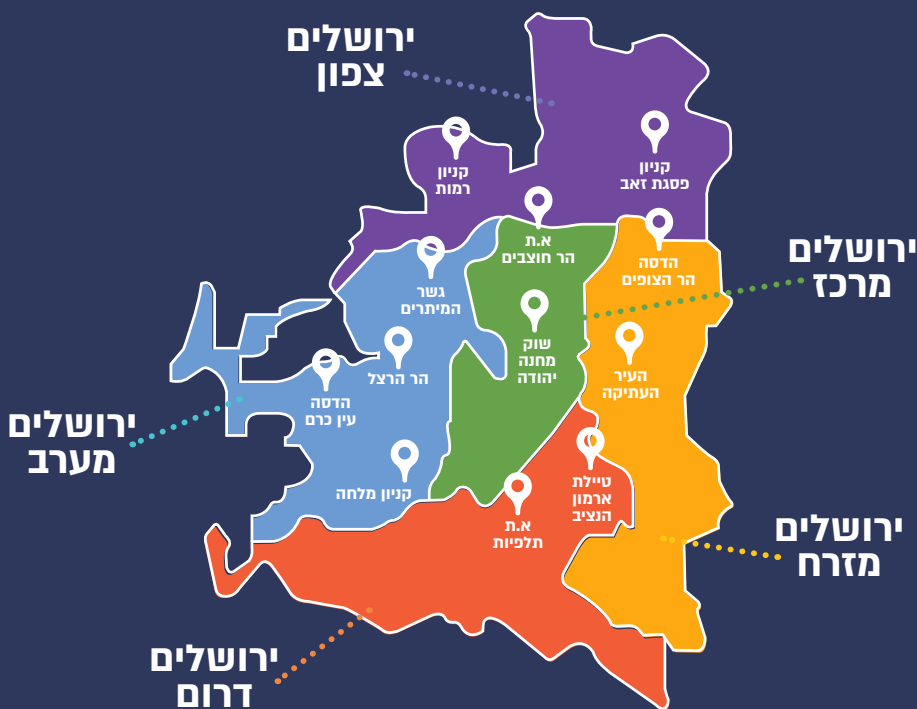 ירושלים
צפון
קניון
פסגת זאב
קניון
רמות
א.ת
הר חוצבים
הדסה
הר הצופים
ירושלים
מרכז
גשר
המיתרים
שוק
מחנה
יהודה
העיר
העתיקה
הר הרצל
הדסה
עין כרם
ירושלים
מערב
קניון מלחה
טיילת
ארמון
הנציב
א.ת
תלפיות
ירושלים
מזרח
ירושלים
דרום